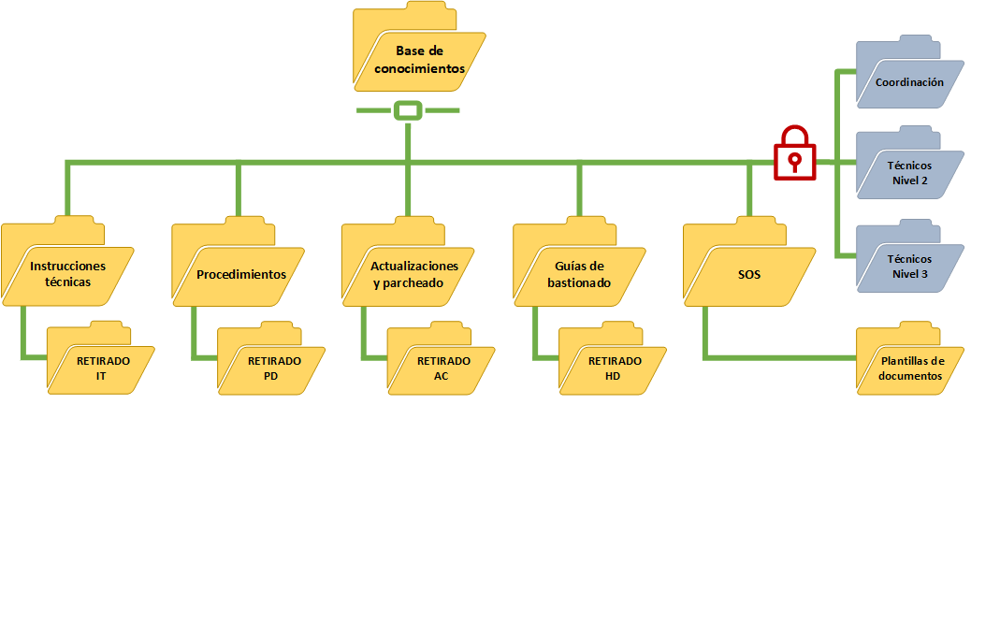 Base de
conocimientos
Coordinación
Técnicos
Nivel 2
Técnicos
Nivel 3
Instrucciones
técnicas
Procedimientos
Actualizaciones
y parcheado
Guías de
bastionado
SOS
RETIRADO
IT
RETIRADO
PD
RETIRADO
AC
RETIRADO
HD
Plantillas de
documentos